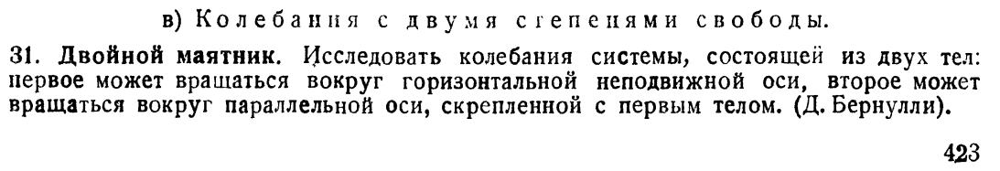 в) Колебания с двумя степенями свободы.
31. Двойной маятник. Исследовать колебания системы, состоящей из двух тел:
первое может вращаться вокруг горизонтальной неподвижной оси, второе может
вращаться вокруг параллельной оси, скрепленной с первым телом. (Д. Бернулли).
423